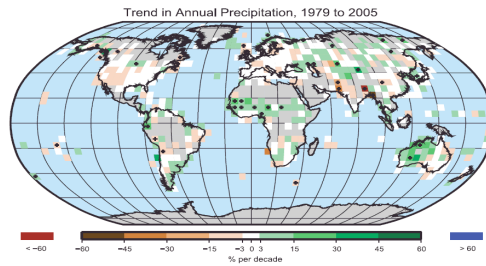 Trend in Annual Precipitation, 1979 to 2005
< −60 −60 −45 −30 −15 −3 0 3 15 30 45 60 > 60
% per decade